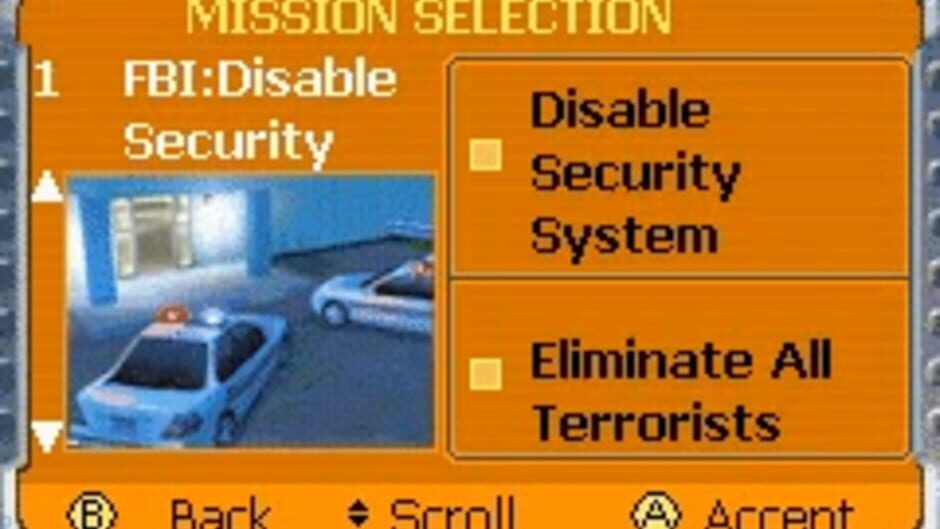 MISSION SELECTION
1 FBI:Disable
Security
Disable
Security
System
Eliminate All
Terrorists
B Back Scroll A Accept